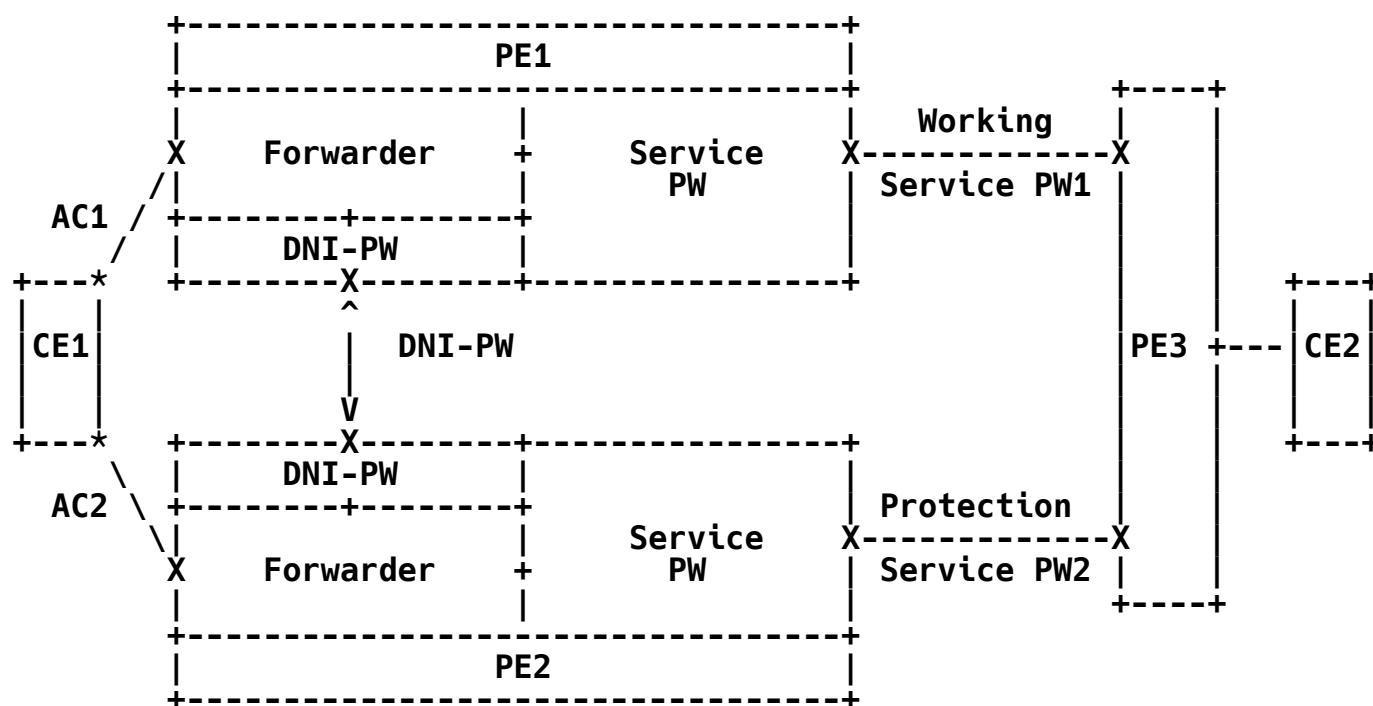 PE1
Working
Forwarder Service
PW Service PW1
AC1
DNI-PW
CE1 DNI-PW PE3 CE2
DNI-PW
AC2 Protection
Service
Forwarder PW Service PW2
PE2